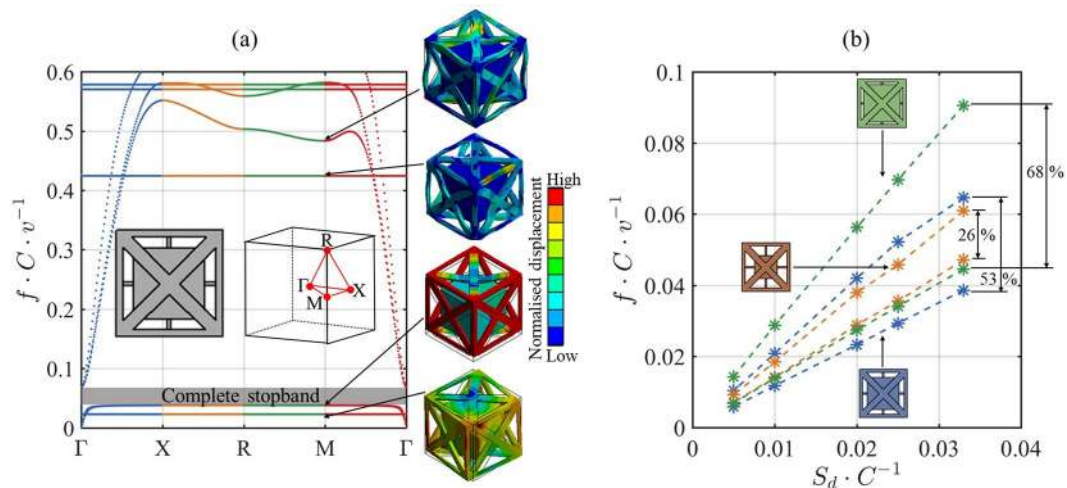 (a)
0.6
0.5
0.4
0.3
0.2
0.1
0
f · C · v⁻¹
R
Γ
X
M
Complete stopband
Γ
X
R
M
Γ
High
Normalised displacement
Low
(b)
0.1
0.08
0.06
0.04
0.02
0
f · C · v⁻¹
68 %
26 %
53 %
0
0.01
0.02
0.03
0.04
S_d · C⁻¹